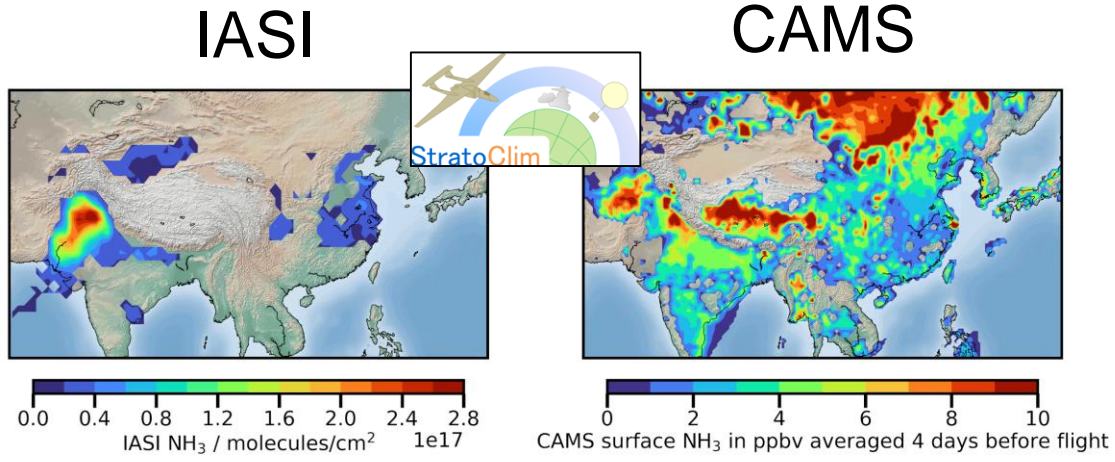 IASI
CAMS
StratoClim
0.0 0.4 0.8 1.2 1.6 2.0 2.4 2.8
IASI NH₃ / molecules/cm² 1e17
0 2 4 6 8 10
CAMS surface NH₃ in ppbv averaged 4 days before flight